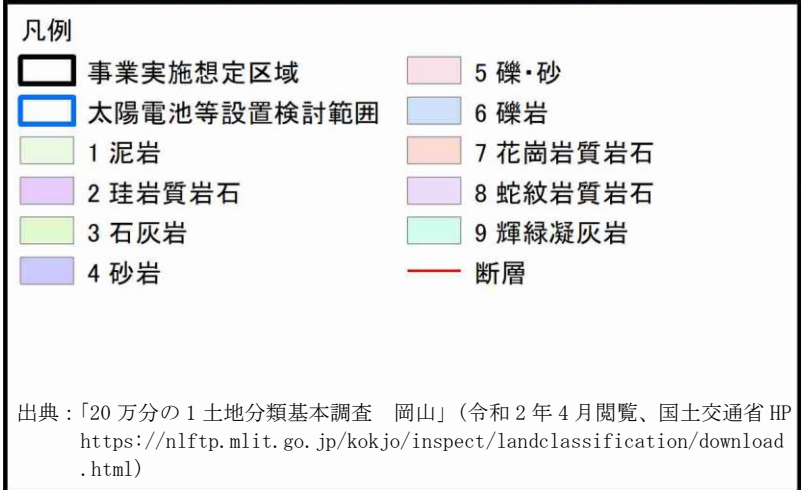 凡例
事業実施想定区域
太陽電池等設置検討範囲
1 泥岩
2 珪岩質岩石
3 石灰岩
4 砂岩
5 礫・砂
6 礫岩
7 花崗岩質岩石
8 蛇紋岩質岩石
9 輝緑凝灰岩
断層
出典：「20 万分の 1 土地分類基本調査　岡山」（令和 2 年 4 月閲覧、国土交通省 HP
https://nlftp.mlit.go.jp/kokjo/inspect/landclassification/download
.html）